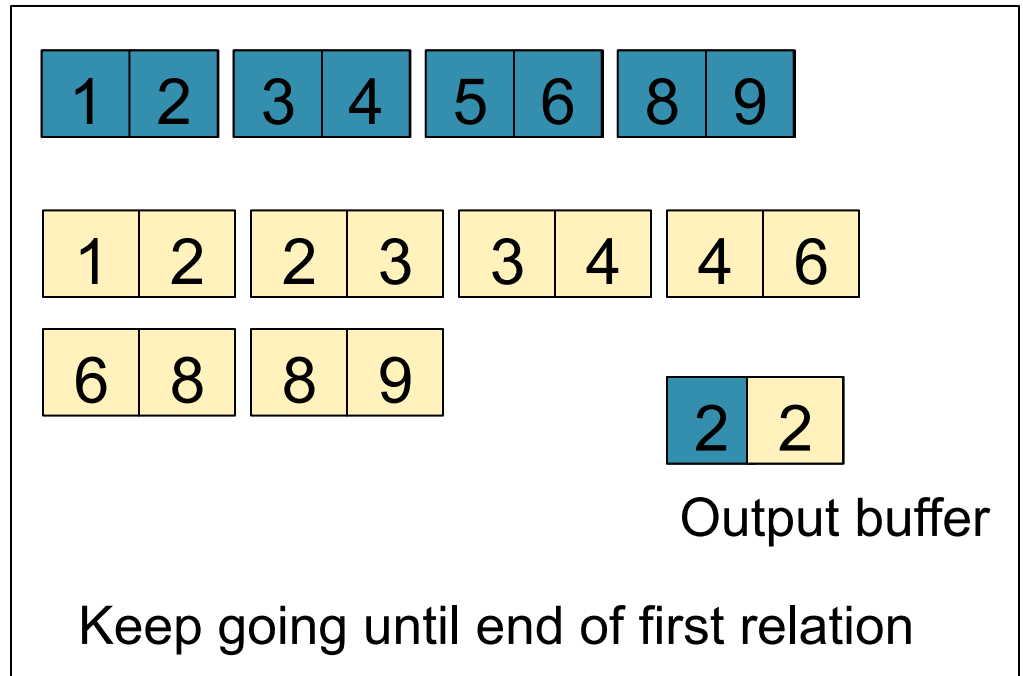 1 2 3 4 5 6 8 9
1 2 2 3 3 4 4 6
6 8 8 9
2 2
Output buffer
Keep going until end of first relation